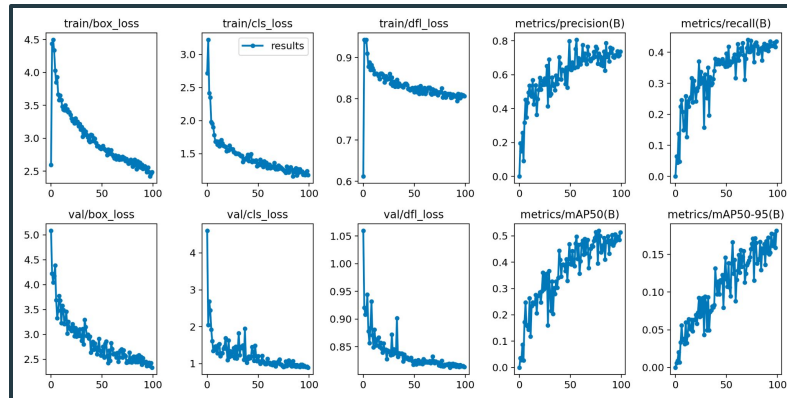 train/box_loss
train/cls_loss
train/dfl_loss
metrics/precision(B)
metrics/recall(B)
4.5
4.0
3.5
3.0
2.5
0 50 100
results
3.0
2.5
2.0
1.5
0 50 100
0.9
0.8
0.7
0.6
0 50 100
0.8
0.6
0.4
0.2
0.0
0 50 100
0.4
0.3
0.2
0.1
0.0
0 50 100
val/box_loss
val/cls_loss
val/dfl_loss
metrics/mAP50(B)
metrics/mAP50-95(B)
5.0
4.5
4.0
3.5
3.0
2.5
0 50 100
4
3
2
1
0 50 100
1.05
1.00
0.95
0.90
0.85
0 50 100
0.5
0.4
0.3
0.2
0.1
0.0
0 50 100
0.15
0.10
0.05
0.00
0 50 100